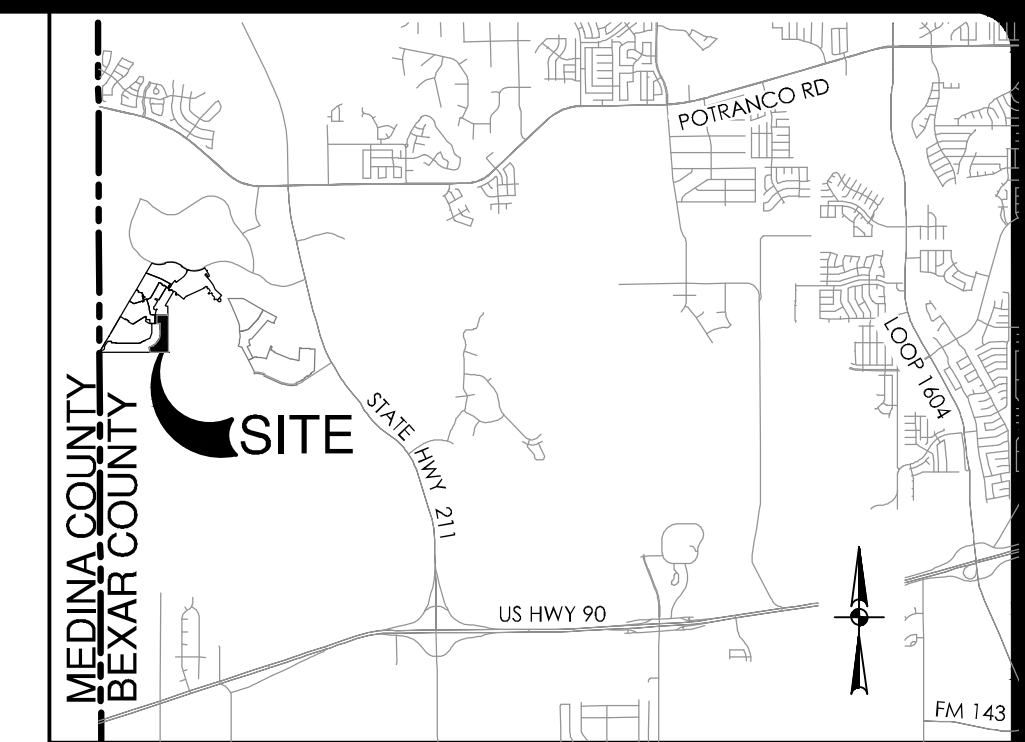 POTRANCO RD
LOOP 1604
STATE HWY 211
SITE
MEDINA COUNTY
BEXAR COUNTY
US HWY 90
FM 143